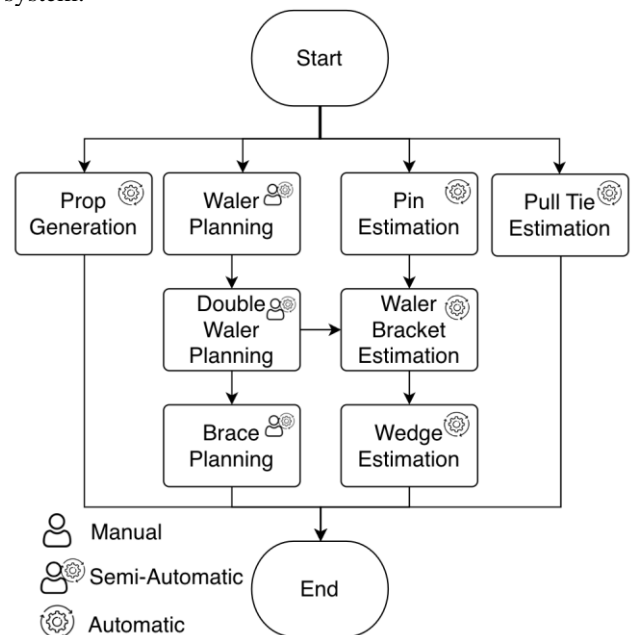 system.
Start
Prop
Generation
Waler
Planning
Pin
Estimation
Pull Tie
Estimation
Double
Waler
Planning
Waler
Bracket
Estimation
Brace
Planning
Wedge
Estimation
Manual
Semi-Automatic
Automatic
End